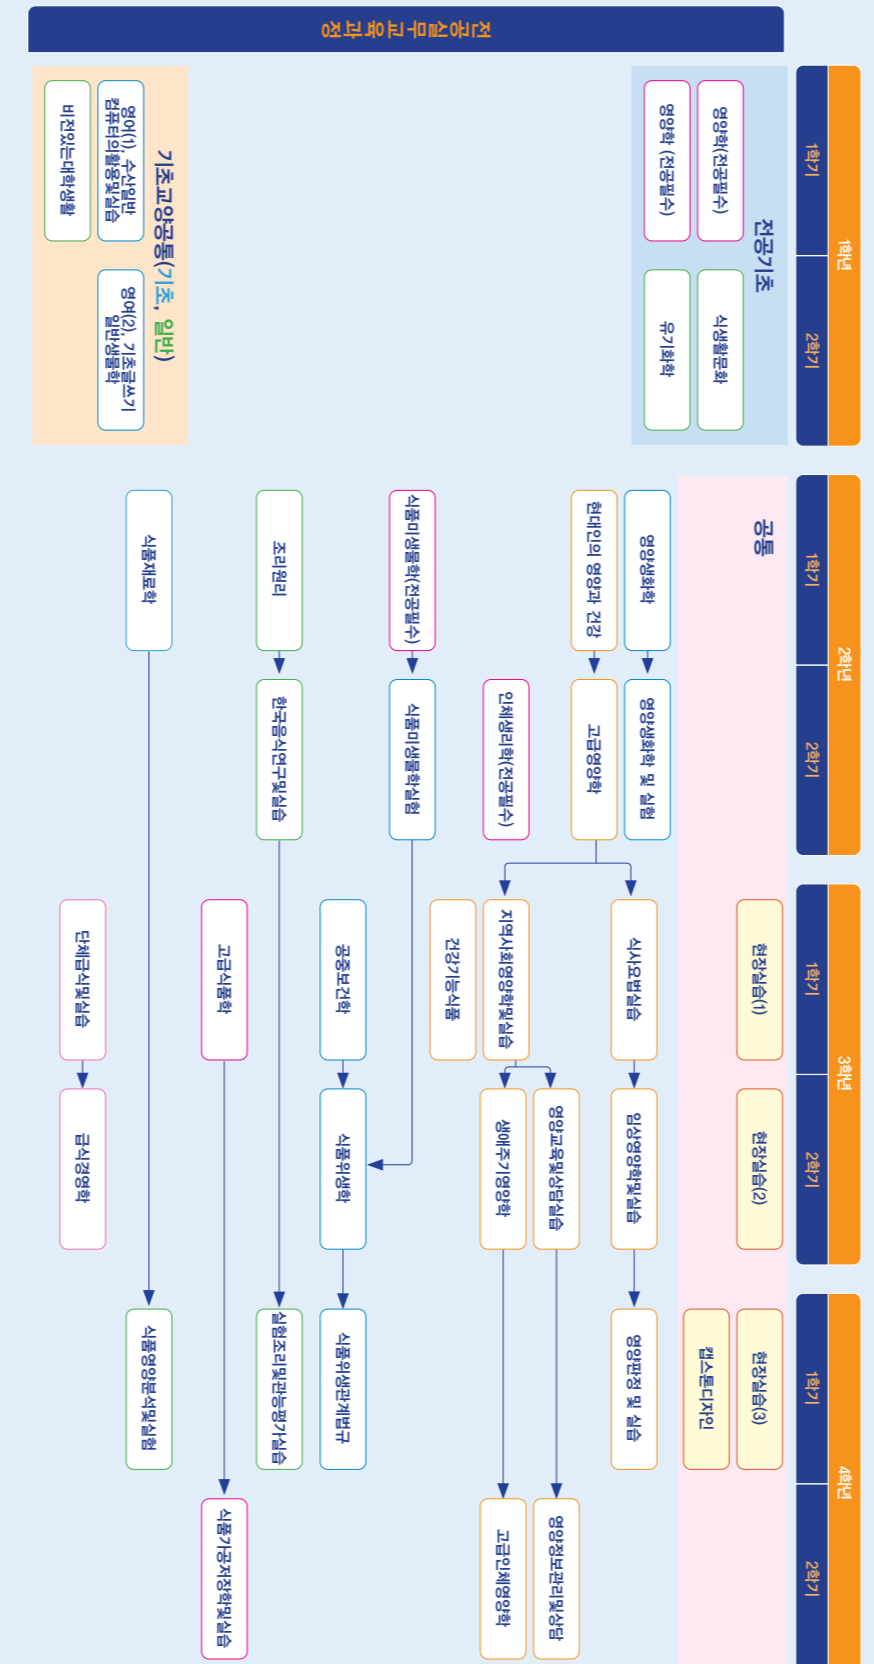 전공실무교육과정
1학년
1학기
2학기
2학년
1학기
2학기
3학년
1학기
2학기
4학년
1학기
2학기
전공기초
영양학(전공필수)
식생활문화
영양학 (전공필수)
유기화학
기초교양공통(기초, 일반)
영어(1), 수산일반
컴퓨터의활용및실습
영여(2), 기초글쓰기
일반생물학
비전있는대학생활
공통
현장실습(1)
현장실습(2)
현장실습(3)
캡스톤디자인
영양생화학
영양생화학 및 실험
현대인의 영양과 건강
고급영양학
식사요법실습
임상영양학및실습
영양판정 및 실습
인체생리학(전공필수)
지역사회영양학및실습
영양교육및상담실습
영양정보관리및상담
생애주기영양학
고급인체영양학
건강기능식품
식품미생물학(전공필수)
식품미생물학실험
공중보건학
식품위생학
식품위생관계법규
조리원리
한국음식연구및실습
실험조리및관능평가실습
고급식품학
식품가공저장학및실습
식품재료학
식품영양분석및실험
단체급식및실습
급식경영학